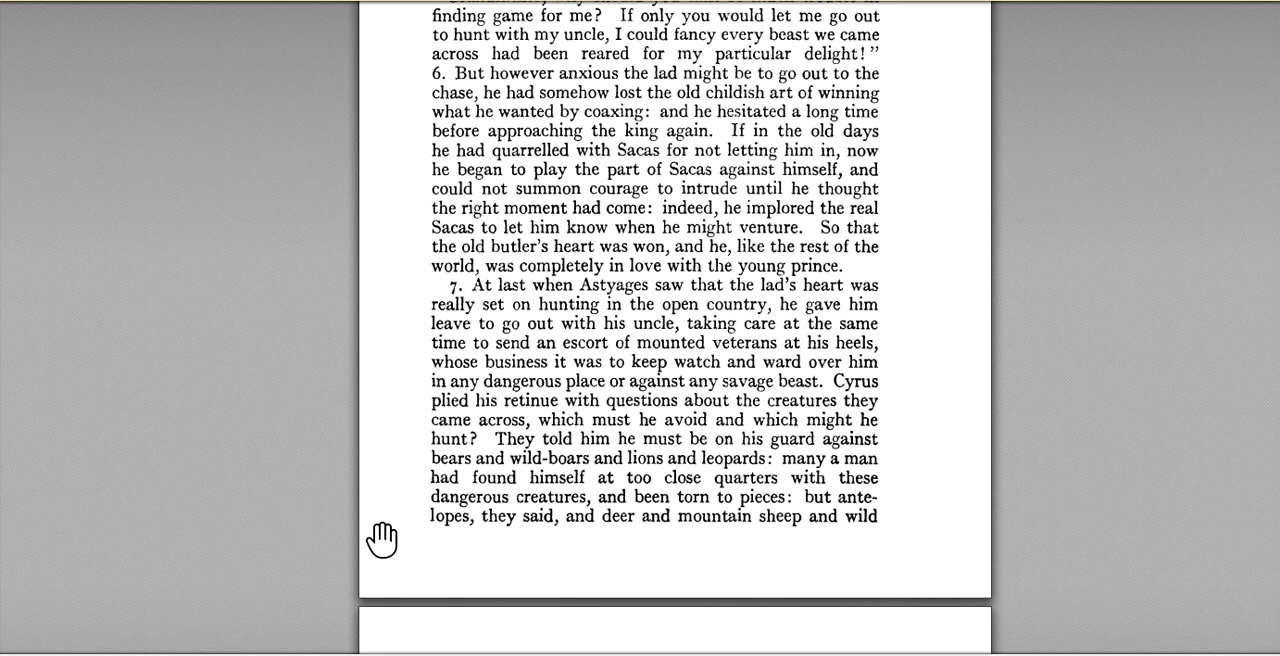 finding game for me? If only you would let me go out
to hunt with my uncle, I could fancy every beast we came
across had been reared for my particular delight!”
6. But however anxious the lad might be to go out to the
chase, he had somehow lost the old childish art of winning
what he wanted by coaxing: and he hesitated a long time
before approaching the king again. If in the old days
he had quarrelled with Sacas for not letting him in, now
he began to play the part of Sacas against himself, and
could not summon courage to intrude until he thought
the right moment had come: indeed, he implored the real
Sacas to let him know when he might venture. So that
the old butler’s heart was won, and he, like the rest of the
world, was completely in love with the young prince.
7. At last when Astyages saw that the lad’s heart was
really set on hunting in the open country, he gave him
leave to go out with his uncle, taking care at the same
time to send an escort of mounted veterans at his heels,
whose business it was to keep watch and ward over him
in any dangerous place or against any savage beast. Cyrus
plied his retinue with questions about the creatures they
came across, which must he avoid and which might he
hunt? They told him he must be on his guard against
bears and wild-boars and lions and leopards: many a man
had found himself at too close quarters with these
dangerous creatures, and been torn to pieces: but ante-
lopes, they said, and deer and mountain sheep and wild